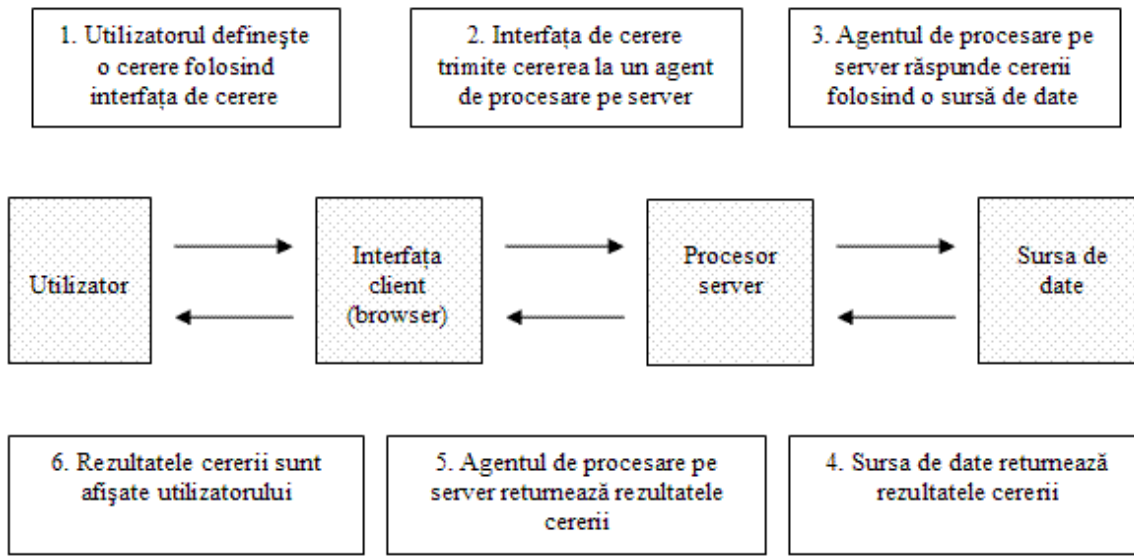 1. Utilizatorul defineşte
o cerere folosind
interfaţa de cerere
2. Interfaţa de cerere
trimite cererea la un agent
de procesare pe server
3. Agentul de procesare pe
server răspunde cererii
folosind o sursă de date
Utilizator
Interfaţa
client
(browser)
Procesor
server
Sursa de
date
6. Rezultatele cererii sunt
afişate utilizatorului
5. Agentul de procesare pe
server returnează rezultatele
cererii
4. Sursa de date returnează
rezultatele cererii